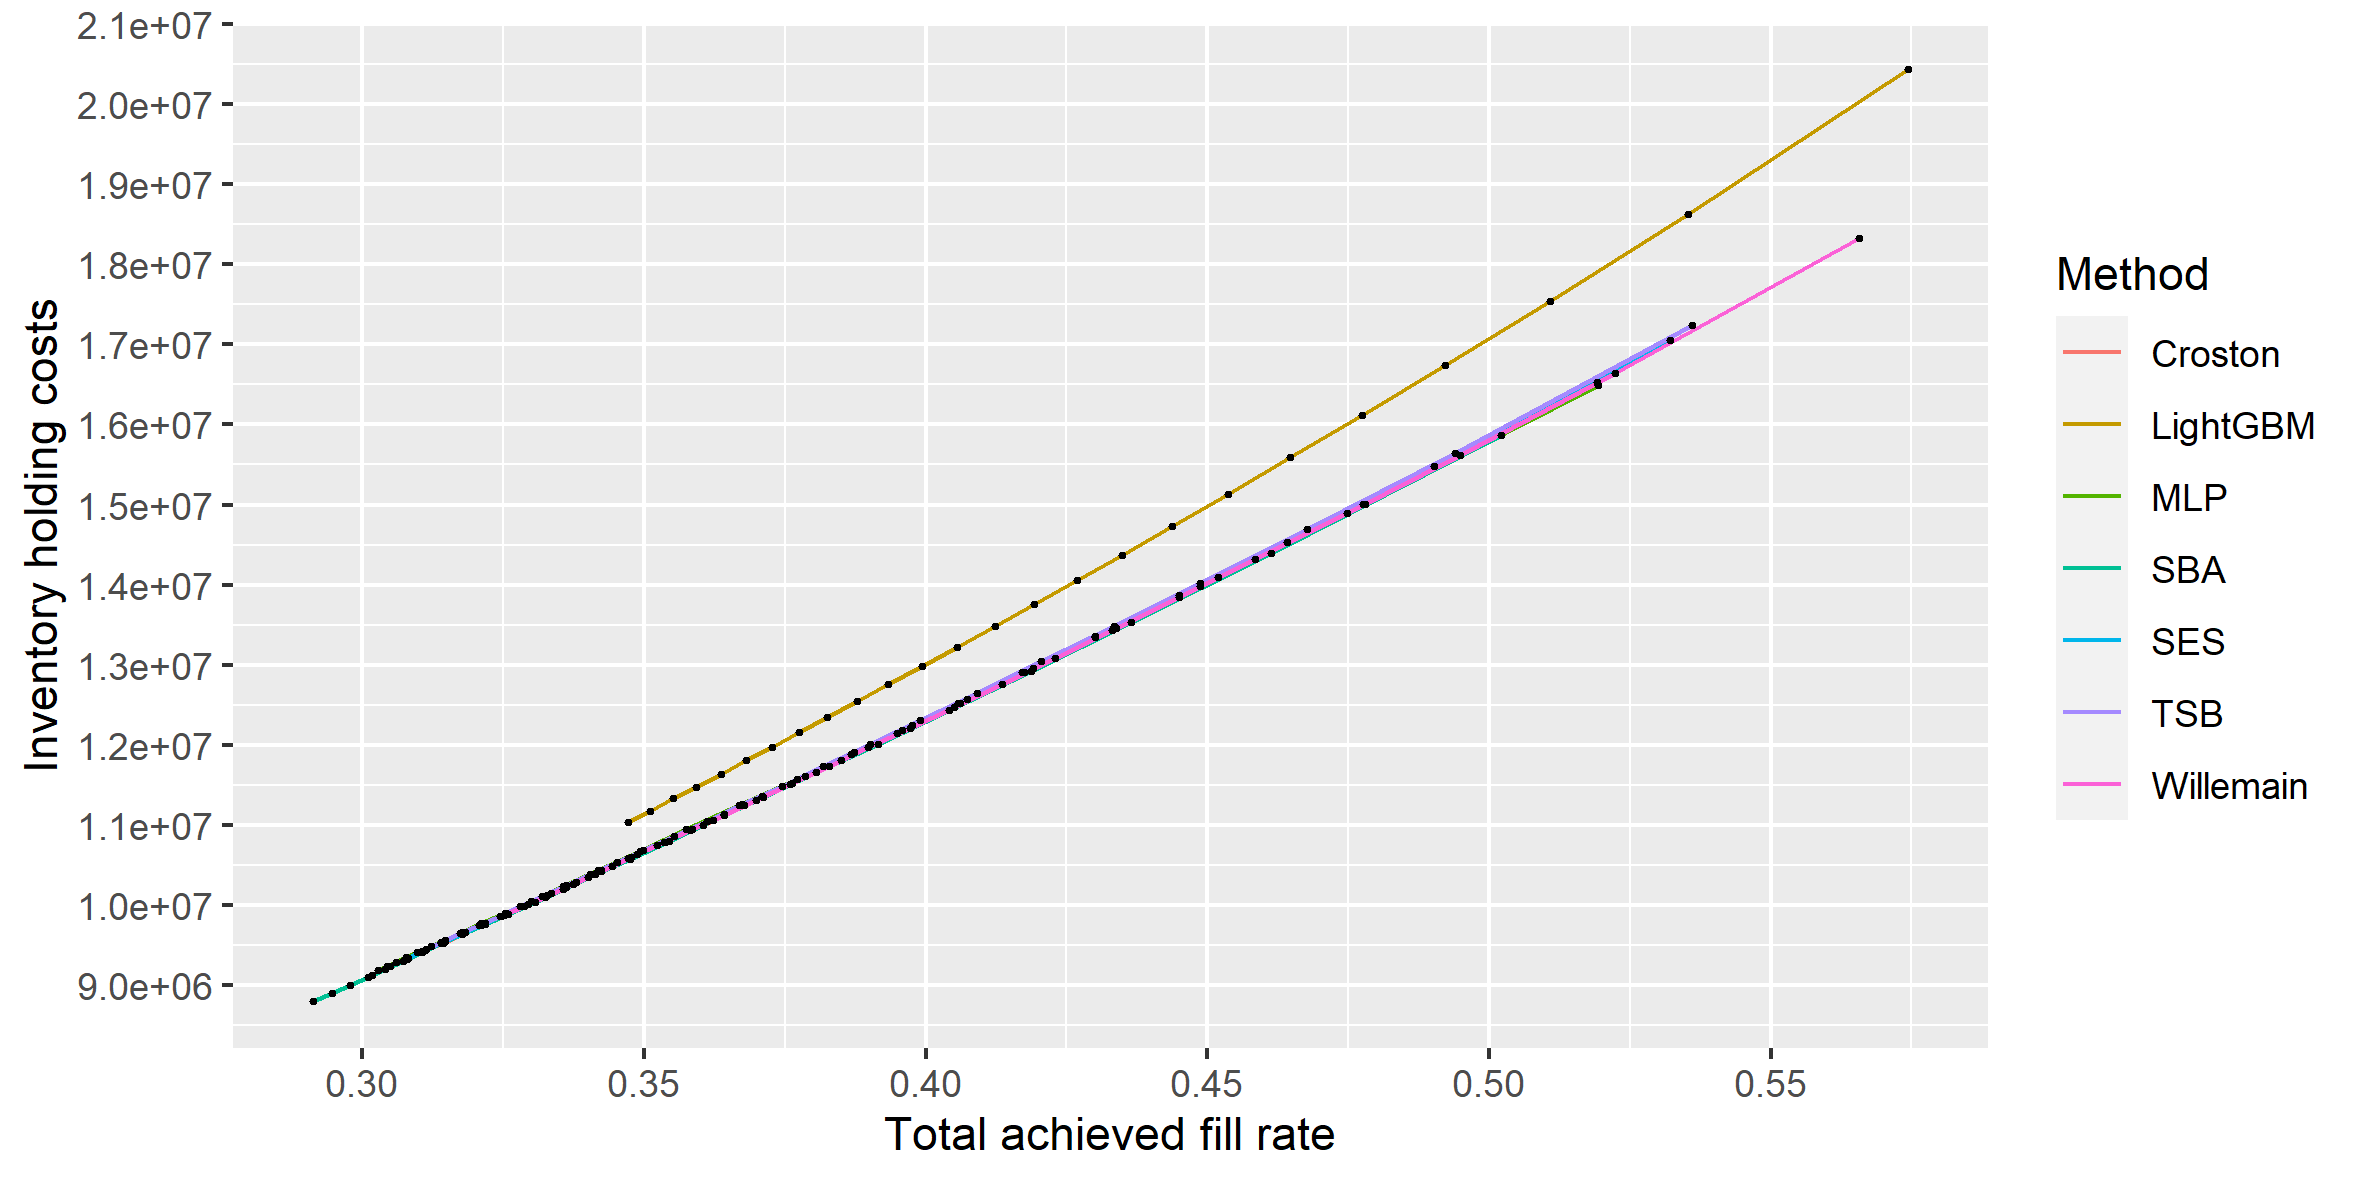 2.1e+07
2.0e+07
1.9e+07
1.8e+07
1.7e+07
1.6e+07
1.5e+07
1.4e+07
1.3e+07
1.2e+07
1.1e+07
1.0e+07
9.0e+06
Inventory holding costs
0.30 0.35 0.40 0.45 0.50 0.55
Total achieved fill rate
Method
Croston
LightGBM
MLP
SBA
SES
TSB
Willemain